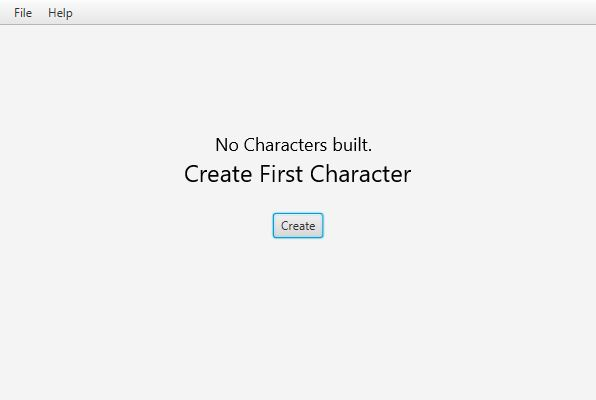 File Help
No Characters built.
Create First Character
Create